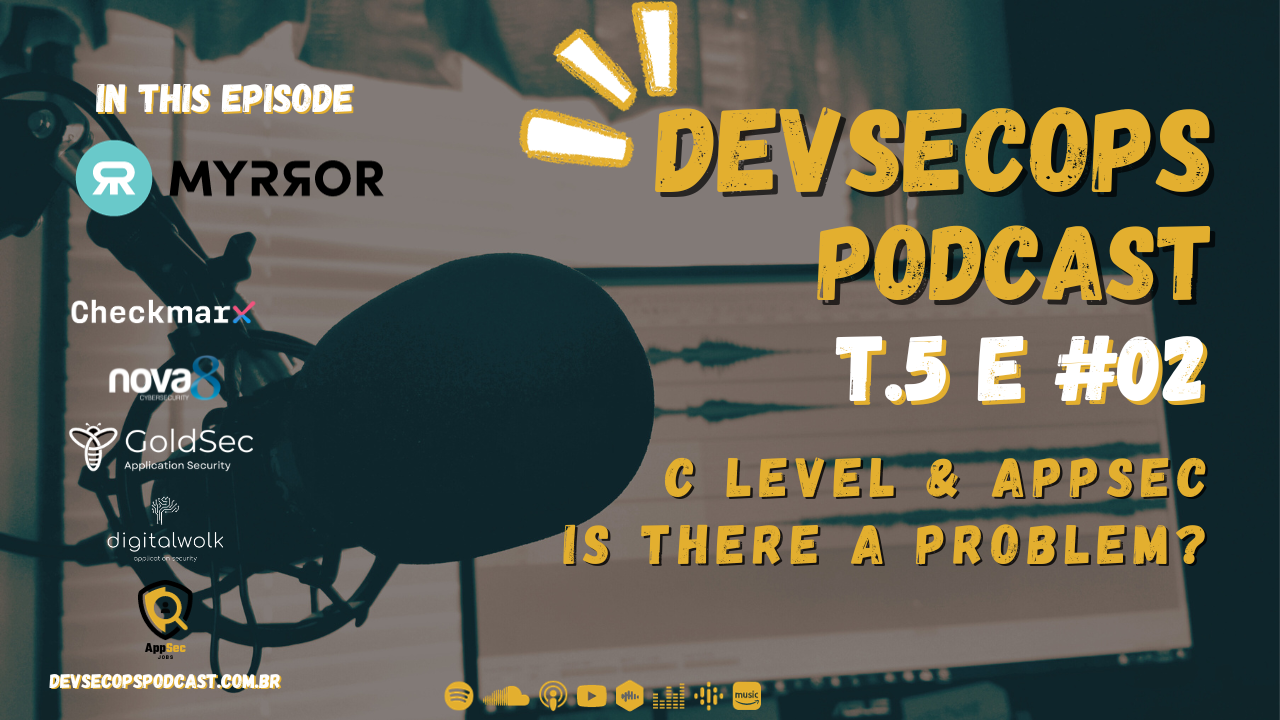 IN THIS EPISODE
MYRROR
Checkmarx
nova8
CYBERSECURITY
GoldSec
Application Security
digitalwolk
application security
AppSec
JOBS
DEVSECOPSPODCAST.COM.BR
DEVSECOPS
PODCAST
T.5 E #02
C LEVEL & APPSEC
IS THERE A PROBLEM?
music
ASUS